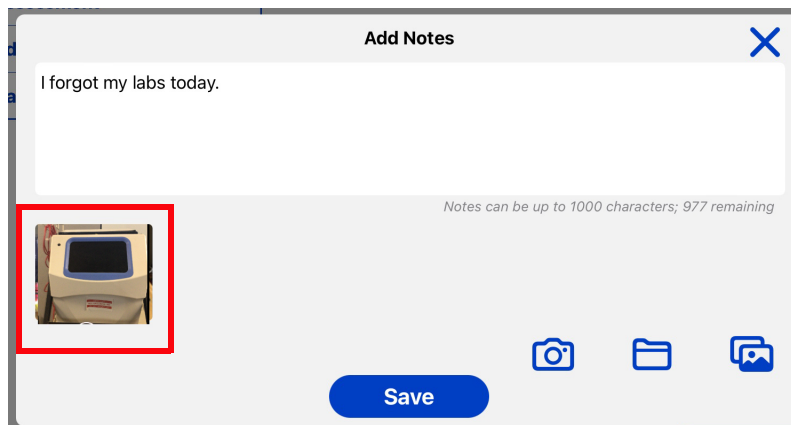 Add Notes
I forgot my labs today.
Notes can be up to 1000 characters; 977 remaining
Save